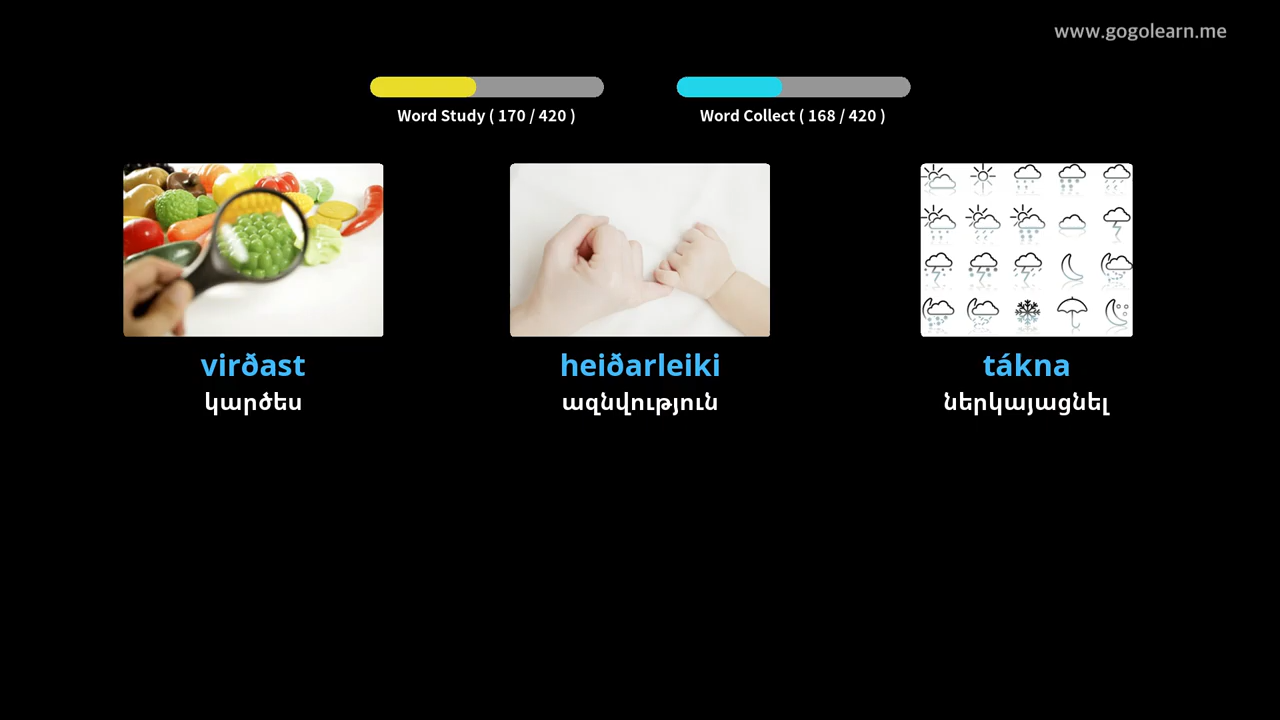 www.gogolearn.me
Word Study ( 170 / 420 )
Word Collect ( 168 / 420 )
virðast
heiðarleiki
tákna
կարծես
ազնվություն
ներկայացնել